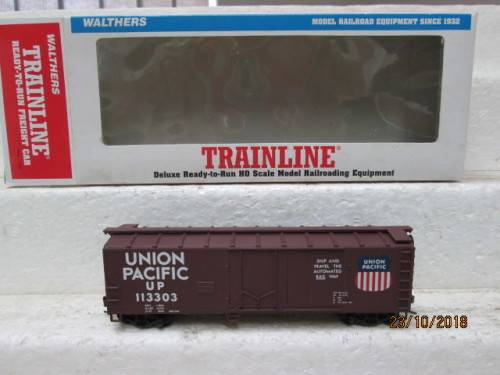 WALTHERS
MODEL RAILROAD EQUIPMENT SINCE 1932
WALTHERS
TRAINLINE
READY-TO-RUN FREIGHT CAR
TRAINLINE®
Deluxe Ready-to-Run HO Scale Model Railroading Equipment
UNION
PACIFIC
UP
113303
SHIP AND
TRAVEL THE
AUTOMATED
RAIL WAY
UNION
PACIFIC
23/10/2018